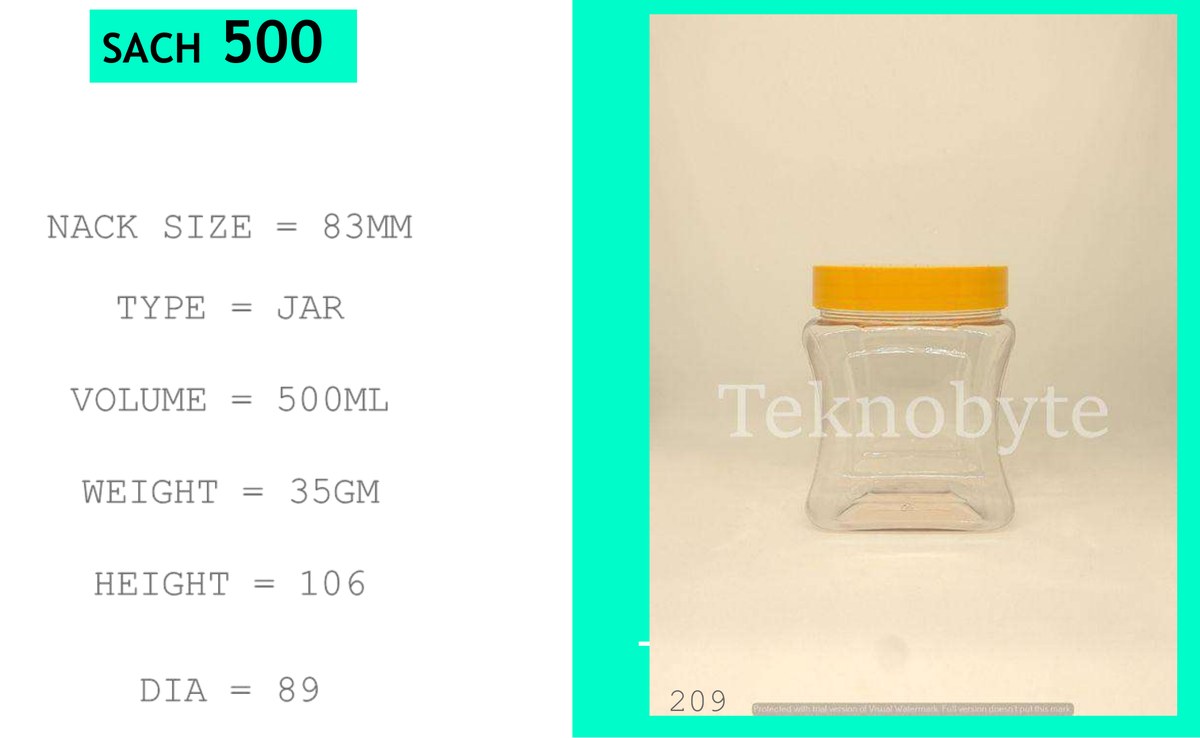 SACH 500
NACK SIZE = 83MM
TYPE = JAR
VOLUME = 500ML
WEIGHT = 35GM
HEIGHT = 106
DIA = 89
Teknobyte
209
Protected with trial version of Visual Watermark. Full version doesn't put this mark.